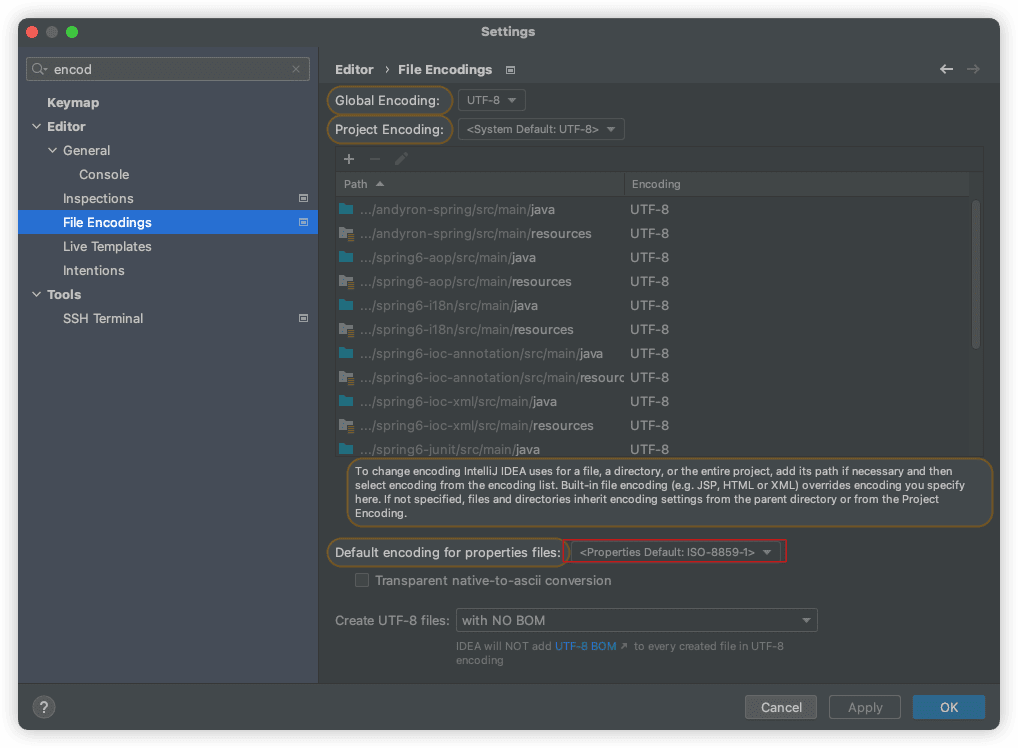 Settings
encod
Keymap
Editor
General
Console
Inspections
File Encodings
Live Templates
Intentions
Tools
SSH Terminal
Editor › File Encodings
Global Encoding: UTF-8
Project Encoding: <System Default: UTF-8>
Path Encoding
.../andyron-spring/src/main/java UTF-8
.../andyron-spring/src/main/resources UTF-8
.../spring6-aop/src/main/java UTF-8
.../spring6-aop/src/main/resources UTF-8
.../spring6-i18n/src/main/java UTF-8
.../spring6-i18n/src/main/resources UTF-8
.../spring6-ioc-annotation/src/main/java UTF-8
.../spring6-ioc-annotation/src/main/resourc UTF-8
.../spring6-ioc-xml/src/main/java UTF-8
.../spring6-ioc-xml/src/main/resources UTF-8
.../spring6-junit/src/main/java UTF-8
To change encoding IntelliJ IDEA uses for a file, a directory, or the entire project, add its path if necessary and then
select encoding from the encoding list. Built-in file encoding (e.g. JSP, HTML or XML) overrides encoding you specify
here. If not specified, files and directories inherit encoding settings from the parent directory or from the Project
Encoding.
Default encoding for properties files: <Properties Default: ISO-8859-1>
Transparent native-to-ascii conversion
Create UTF-8 files: with NO BOM
IDEA will NOT add UTF-8 BOM ↗ to every created file in UTF-8
encoding
? Cancel Apply OK